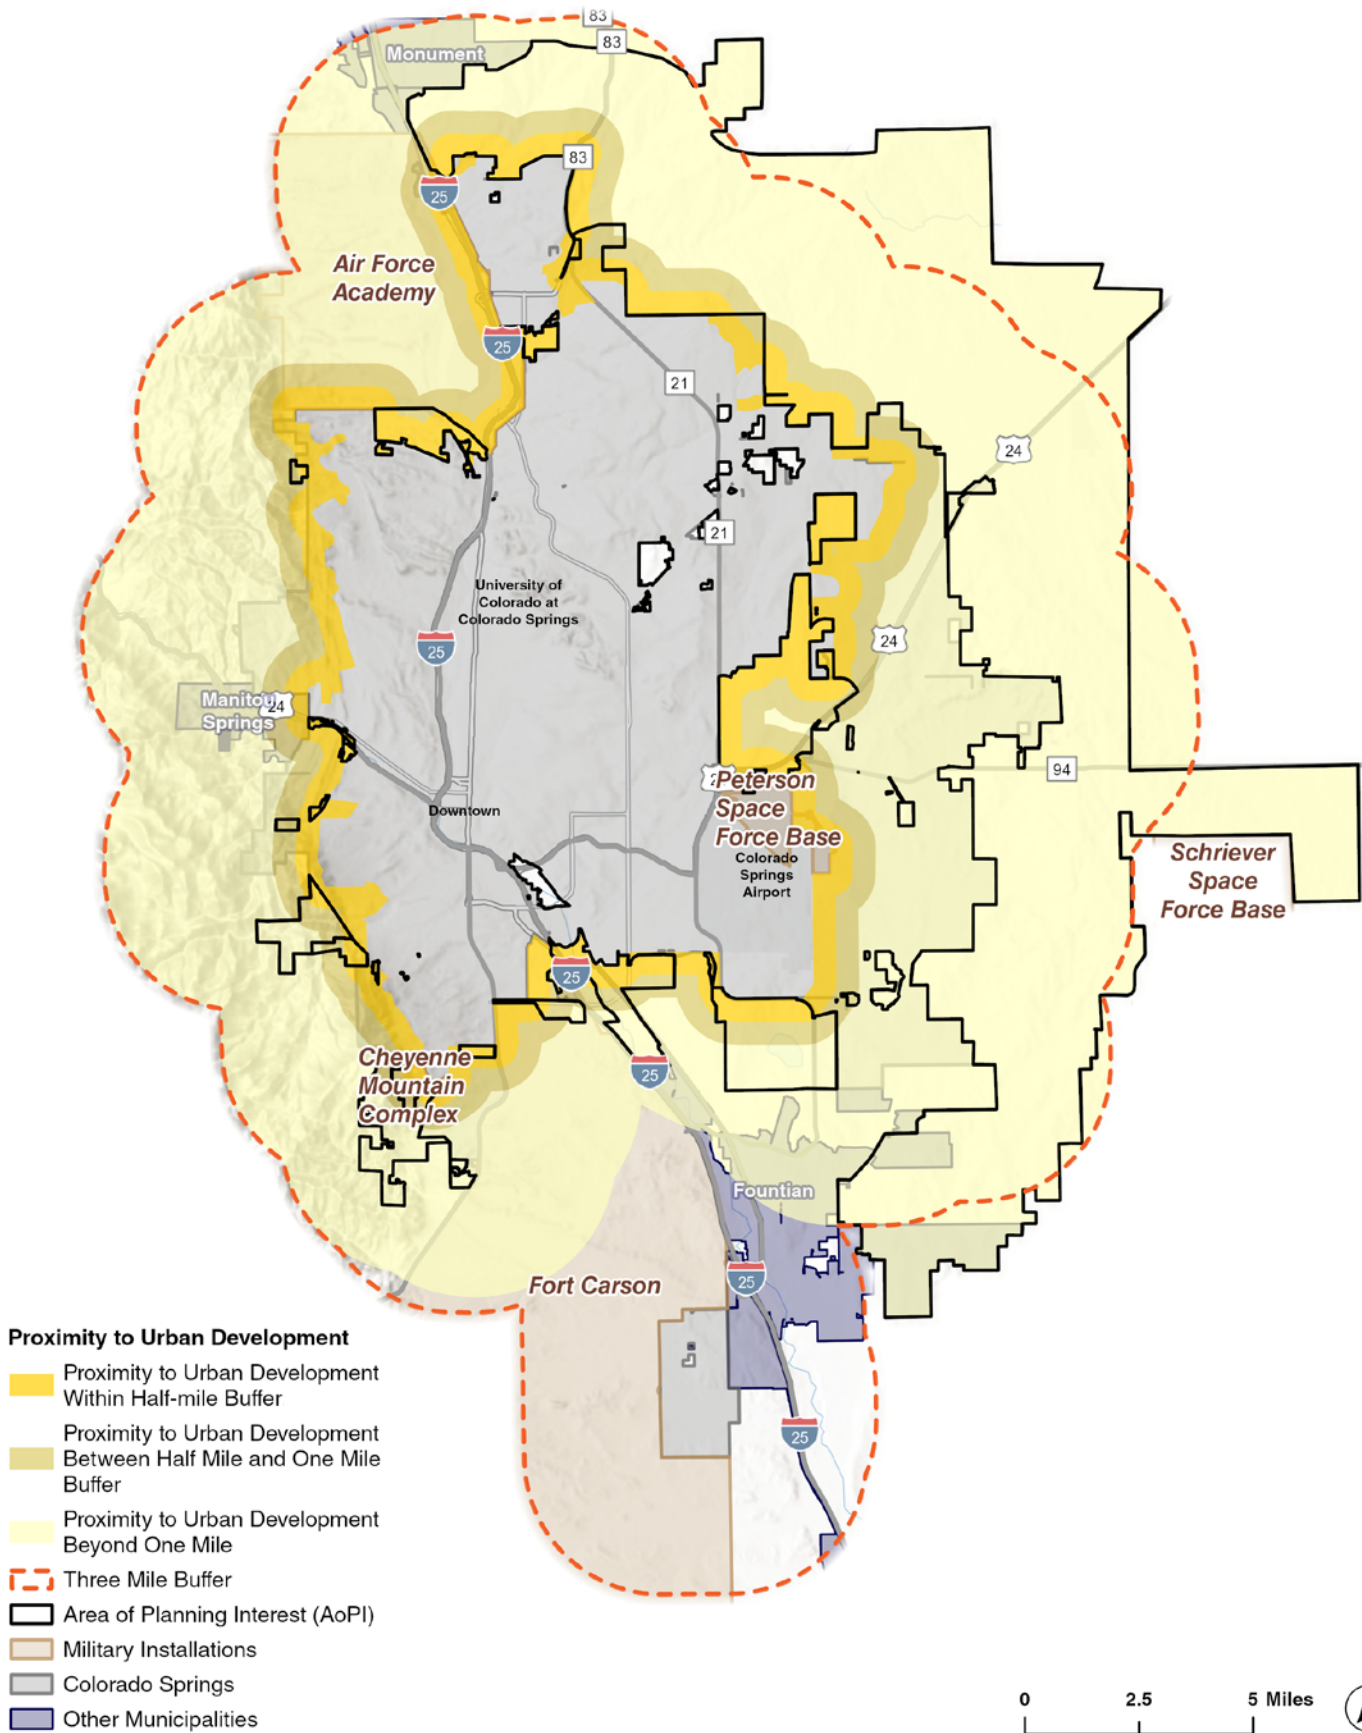 83
83
Monument
83
25
Air Force
Academy
25
21
24
21
University of
Colorado at
Colorado Springs
25
24
Manitou
Springs
24
94
Peterson
Space
Force Base
Downtown
Colorado
Springs
Airport
Schriever
Space
Force Base
25
Cheyenne
Mountain
Complex
25
Fountian
25
Fort Carson
25
Proximity to Urban Development
Proximity to Urban Development
Within Half-mile Buffer
Proximity to Urban Development
Between Half Mile and One Mile
Buffer
Proximity to Urban Development
Beyond One Mile
Three Mile Buffer
Area of Planning Interest (AoPI)
Military Installations
Colorado Springs
Other Municipalities
0 2.5 5 Miles